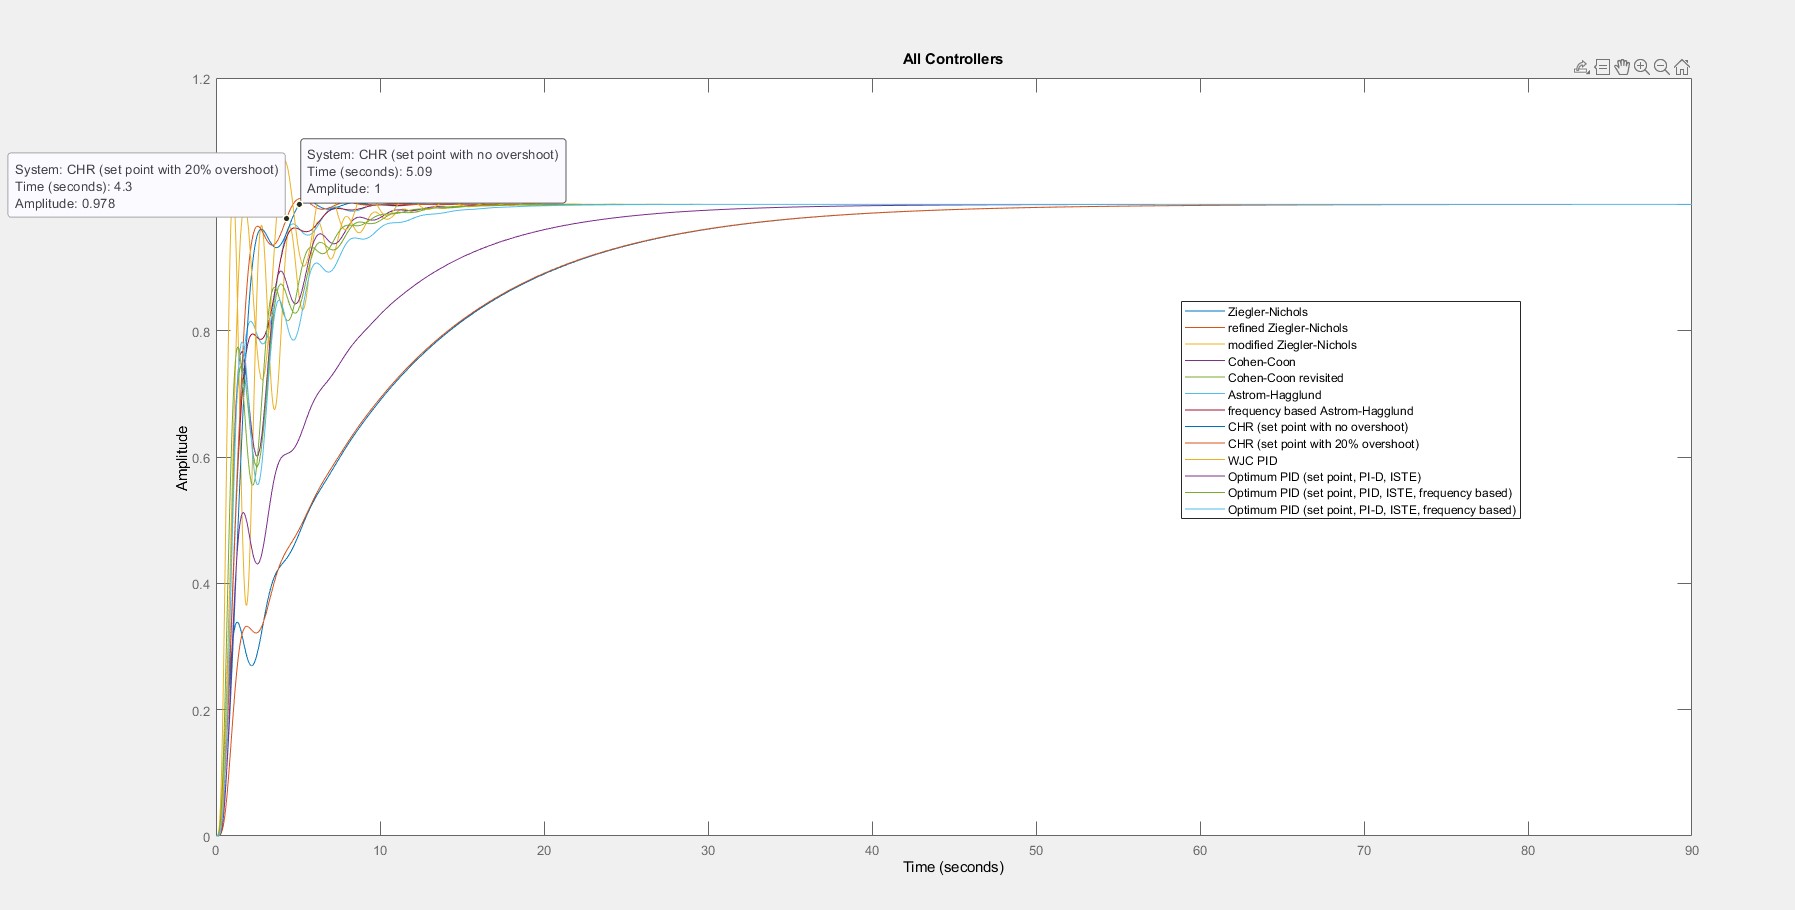 All Controllers
1.2
System: CHR (set point with no overshoot)
Time (seconds): 5.09
Amplitude: 1
System: CHR (set point with 20% overshoot)
Time (seconds): 4.3
Amplitude: 0.978
0.8
0.6
0.4
0.2
0
Amplitude
Ziegler-Nichols
refined Ziegler-Nichols
modified Ziegler-Nichols
Cohen-Coon
Cohen-Coon revisited
Astrom-Hagglund
frequency based Astrom-Hagglund
CHR (set point with no overshoot)
CHR (set point with 20% overshoot)
WJC PID
Optimum PID (set point, PI-D, ISTE)
Optimum PID (set point, PID, ISTE, frequency based)
Optimum PID (set point, PI-D, ISTE, frequency based)
0 10 20 30 40 50 60 70 80 90
Time (seconds)